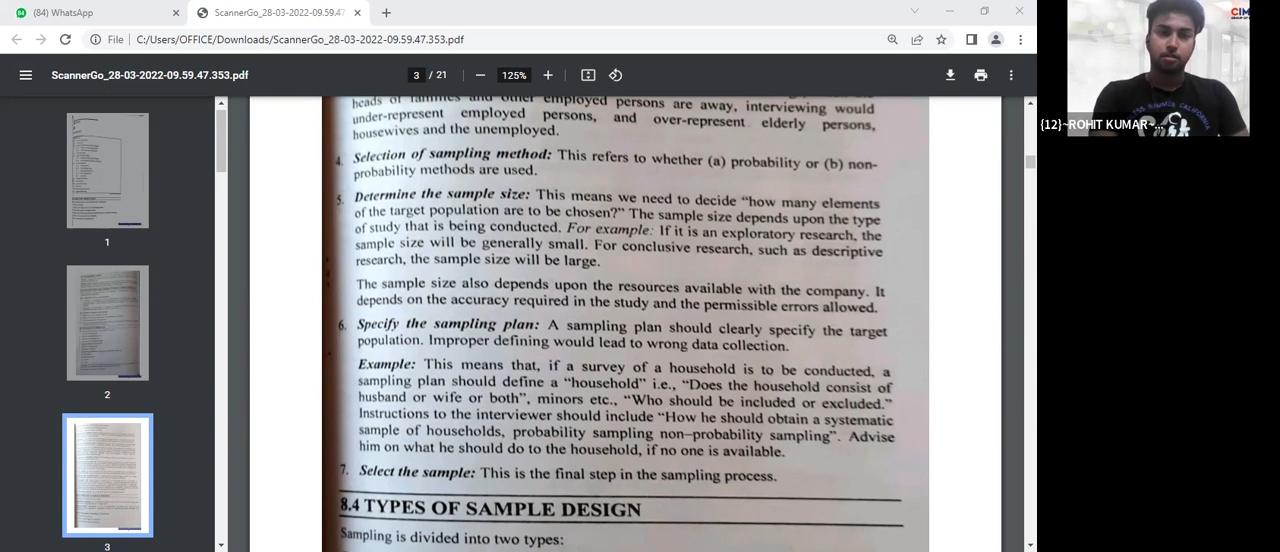 (84) WhatsApp
ScannerGo_28-03-2022-09.59.47
File
C:/Users/OFFICE/Downloads/ScannerGo_28-03-2022-09.59.47.353.pdf
ScannerGo_28-03-2022-09.59.47.353.pdf
3 / 21
125%
CIM
{12}~ROHIT KUMAR~...
1
2
3
heads of families and other employed persons are away, interviewing would
under-represent employed persons, and over-represent elderly persons,
housewives and the unemployed.
4. Selection of sampling method: This refers to whether (a) probability or (b) non-
probability methods are used.
5. Determine the sample size: This means we need to decide "how many elements
of the target population are to be chosen?" The sample size depends upon the type
of study that is being conducted. For example: If it is an exploratory research, the
sample size will be generally small. For conclusive research, such as descriptive
research, the sample size will be large.
The sample size also depends upon the resources available with the company. It
depends on the accuracy required in the study and the permissible errors allowed.
6. Specify the sampling plan: A sampling plan should clearly specify the target
population. Improper defining would lead to wrong data collection.
Example: This means that, if a survey of a household is to be conducted, a
sampling plan should define a "household" i.e., "Does the household consist of
husband or wife or both", minors etc., "Who should be included or excluded."
Instructions to the interviewer should include "How he should obtain a systematic
sample of households, probability sampling non–probability sampling". Advise
him on what he should do to the household, if no one is available.
7. Select the sample: This is the final step in the sampling process.
8.4 TYPES OF SAMPLE DESIGN
Sampling is divided into two types: